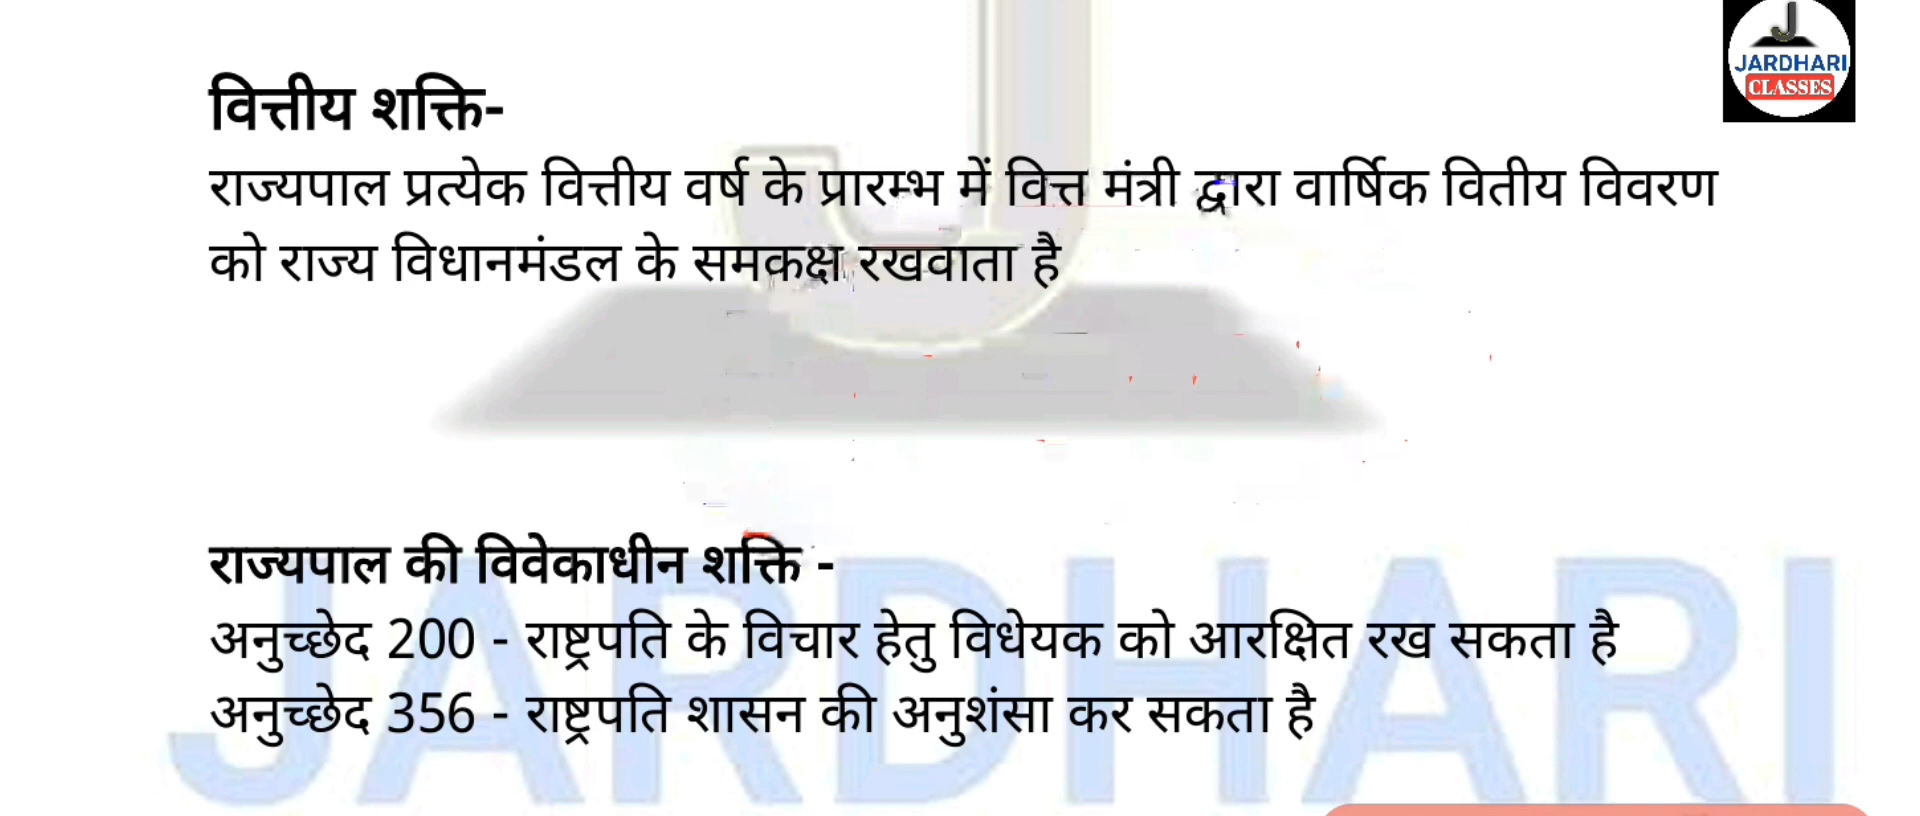 J
JARDHARI
CLASSES
वित्तीय शक्ति-
राज्यपाल प्रत्येक वित्तीय वर्ष के प्रारम्भ में वित्त मंत्री द्वारा वार्षिक वितीय विवरण
को राज्य विधानमंडल के समकक्ष रखवाता है
राज्यपाल की विवेकाधीन शक्ति -
अनुच्छेद 200 - राष्ट्रपति के विचार हेतु विधेयक को आरक्षित रख सकता है
अनुच्छेद 356 - राष्ट्रपति शासन की अनुशंसा कर सकता है
JARDHARI